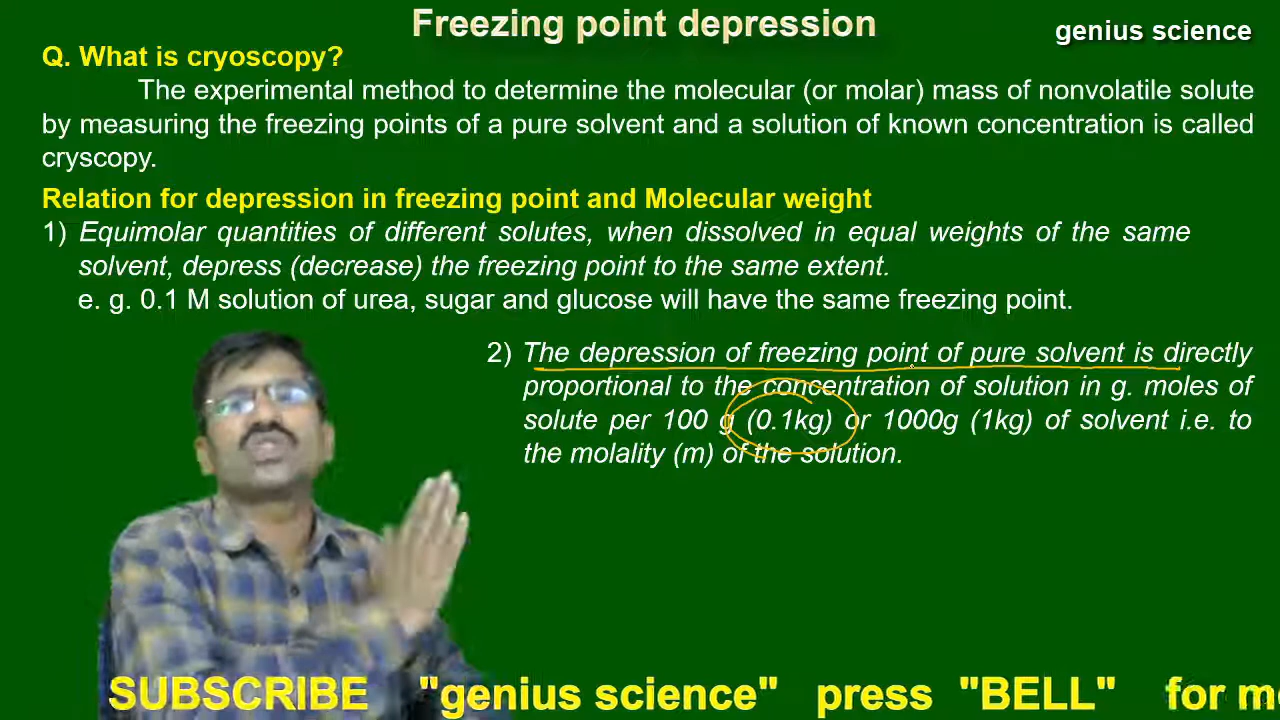 Freezing point depression
genius science
Q. What is cryoscopy?
The experimental method to determine the molecular (or molar) mass of nonvolatile solute
by measuring the freezing points of a pure solvent and a solution of known concentration is called
cryscopy.
Relation for depression in freezing point and Molecular weight
1) Equimolar quantities of different solutes, when dissolved in equal weights of the same
solvent, depress (decrease) the freezing point to the same extent.
e. g. 0.1 M solution of urea, sugar and glucose will have the same freezing point.
2) The depression of freezing point of pure solvent is directly
proportional to the concentration of solution in g. moles of
solute per 100 g (0.1kg) or 1000g (1kg) of solvent i.e. to
the molality (m) of the solution.
SUBSCRIBE "genius science" press "BELL" for m